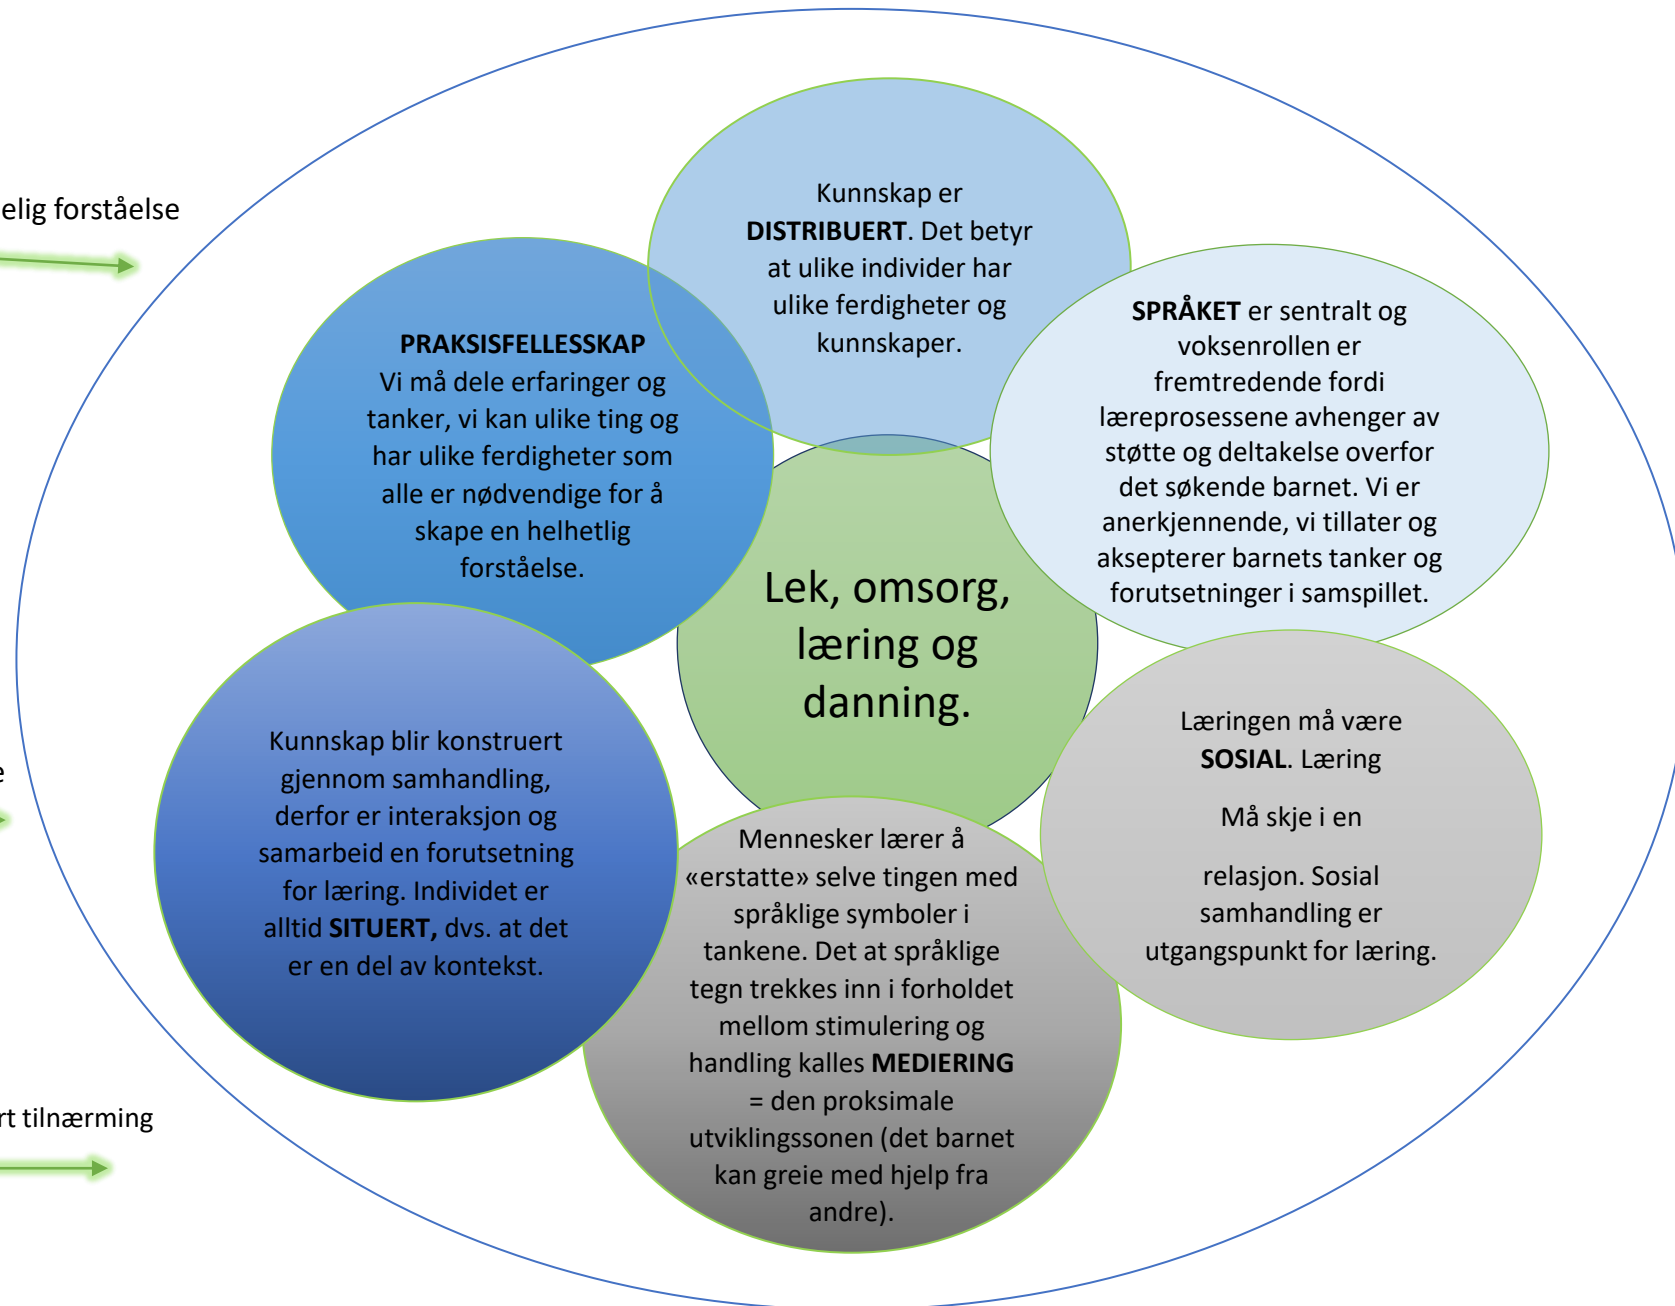 elig forståelse
Kunnskap er
DISTRIBUERT. Det betyr
at ulike individer har
ulike ferdigheter og
kunnskaper.
PRAKSISFELLESSKAP
Vi må dele erfaringer og
tanker, vi kan ulike ting og
har ulike ferdigheter som
alle er nødvendige for å
skape en helhetlig
forståelse.
SPRÅKET er sentralt og
voksenrollen er
fremtredende fordi
læreprosessene avhenger av
støtte og deltakelse overfor
det søkende barnet. Vi er
anerkjennende, vi tillater og
aksepterer barnets tanker og
forutsetninger i samspillet.
Lek, omsorg,
læring og
danning.
Kunnskap blir konstruert
gjennom samhandling,
derfor er interaksjon og
samarbeid en forutsetning
for læring. Individet er
alltid SITUERT, dvs. at det
er en del av kontekst.
Læringen må være
SOSIAL. Læring
Må skje i en
relasjon. Sosial
samhandling er
utgangspunkt for læring.
e
Mennesker lærer å
«erstatte» selve tingen med
språklige symboler i
tankene. Det at språklige
tegn trekkes inn i forholdet
mellom stimulering og
handling kalles MEDIERING
= den proksimale
utviklingssonen (det barnet
kan greie med hjelp fra
andre).
rt tilnærming